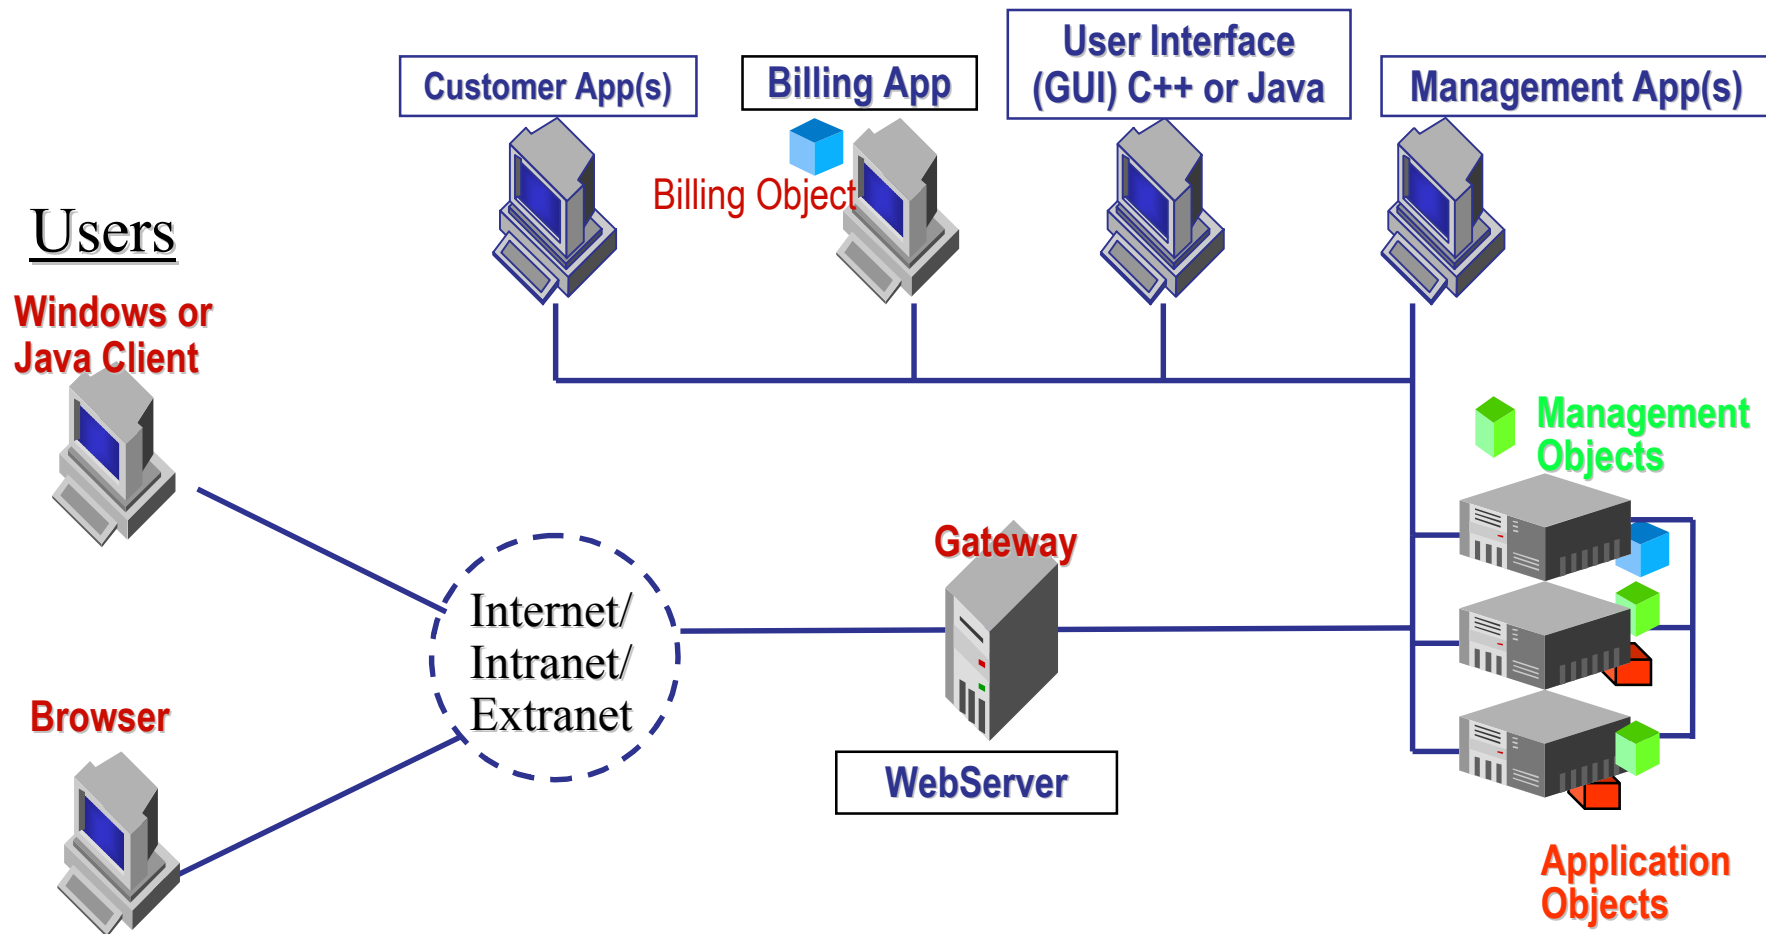 Customer App(s)
Billing App
User Interface
(GUI) C++ or Java
Management App(s)
Billing Object
Users
Windows or
Java Client
Management
Objects
Gateway
Internet/
Intranet/
Extranet
Browser
WebServer
Application
Objects